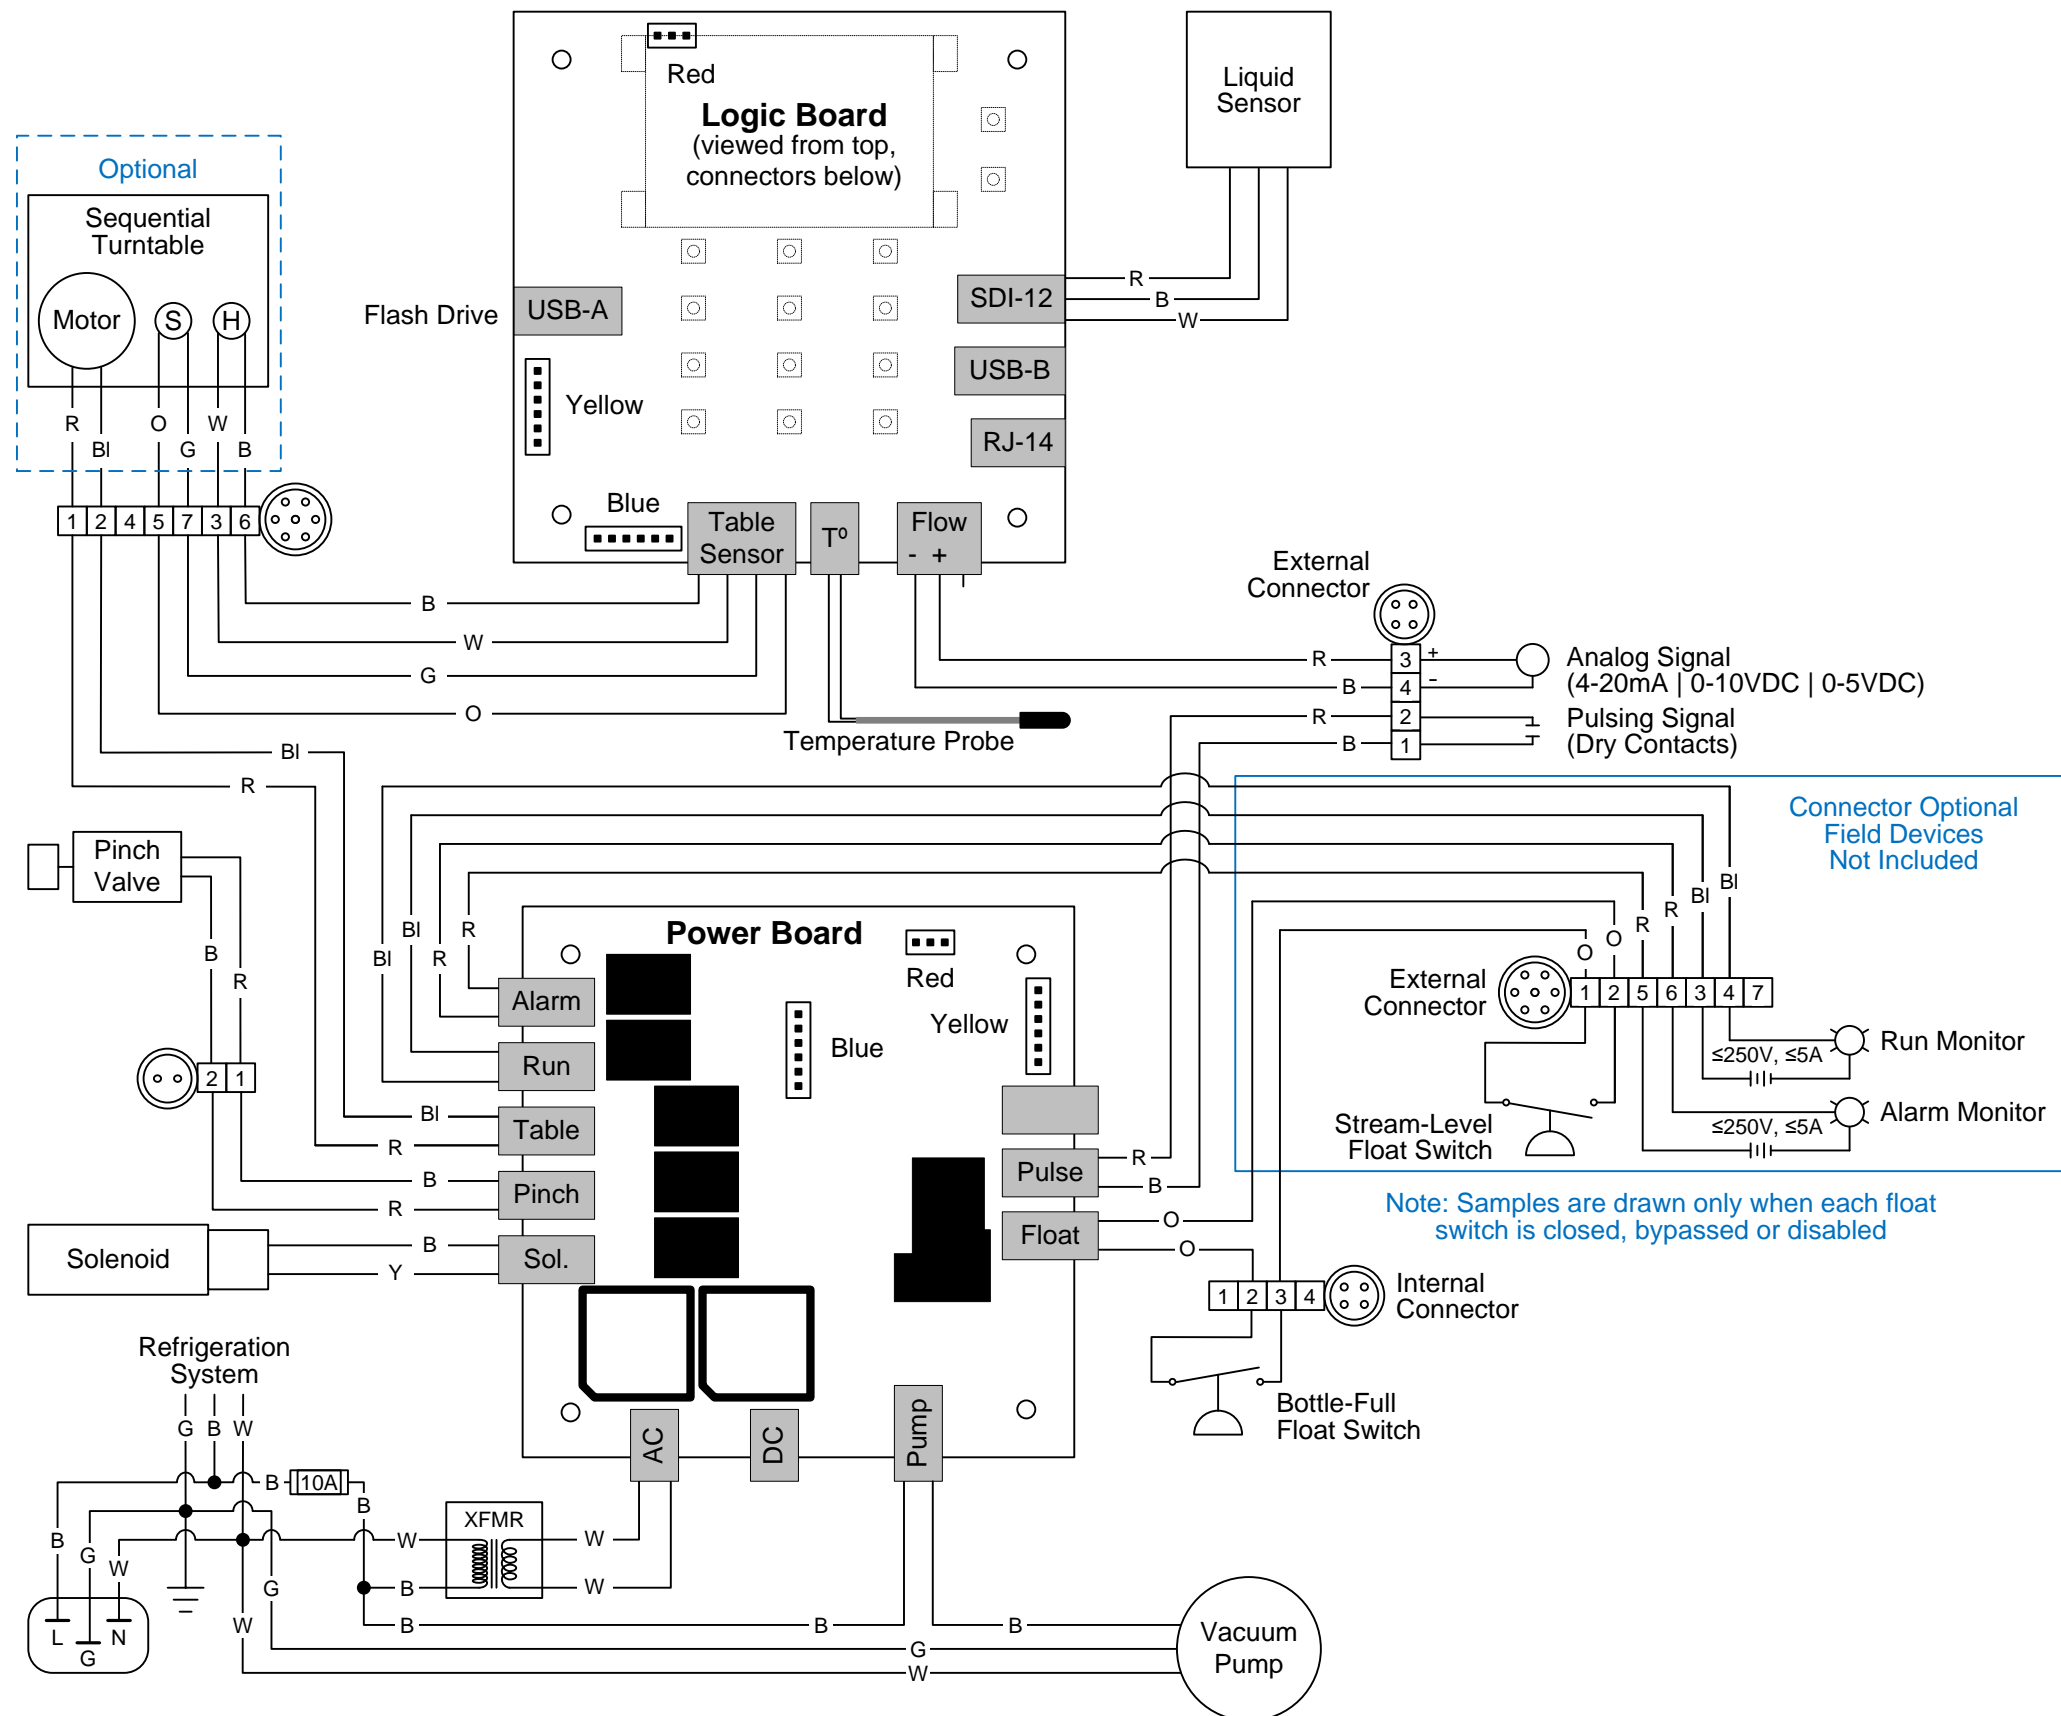 Red
Logic Board
(viewed from top,
connectors below)
Liquid
Sensor
Optional
Sequential
Turntable
Motor
S
H
Flash Drive
USB-A
SDI-12
R
B
W
USB-B
Yellow
RJ-14
R
Bl
O
G
W
B
Blue
Table
Sensor
Tº
Flow
- +
1 2 4 5 7 3 6
B
W
G
O
Bl
R
Temperature Probe
External
Connector
R
3
+
B
4
-
R
2
B
1
Analog Signal
(4-20mA | 0-10VDC | 0-5VDC)
Pulsing Signal
(Dry Contacts)
Connector Optional
Field Devices
Not Included
Pinch
Valve
B
R
2 1
Power Board
Red
Yellow
Blue
Bl
Bl
R
R
Alarm
Run
Bl
R
Table
B
R
Pinch
B
Y
Sol.
Solenoid
Pulse
R
B
Float
O
O
O
O
R
R
Bl
Bl
External
Connector
1 2 5 6 3 4 7
≤250V, ≤5A
Run Monitor
≤250V, ≤5A
Alarm Monitor
Stream-Level
Float Switch
Note: Samples are drawn only when each float
switch is closed, bypassed or disabled
1 2 3 4
Internal
Connector
Bottle-Full
Float Switch
Refrigeration
System
G B W
B
10A
B
AC
DC
Pump
XFMR
W
B
W
W
B
G
W
G
W
L
G
N
B
B
B
G
W
Vacuum
Pump